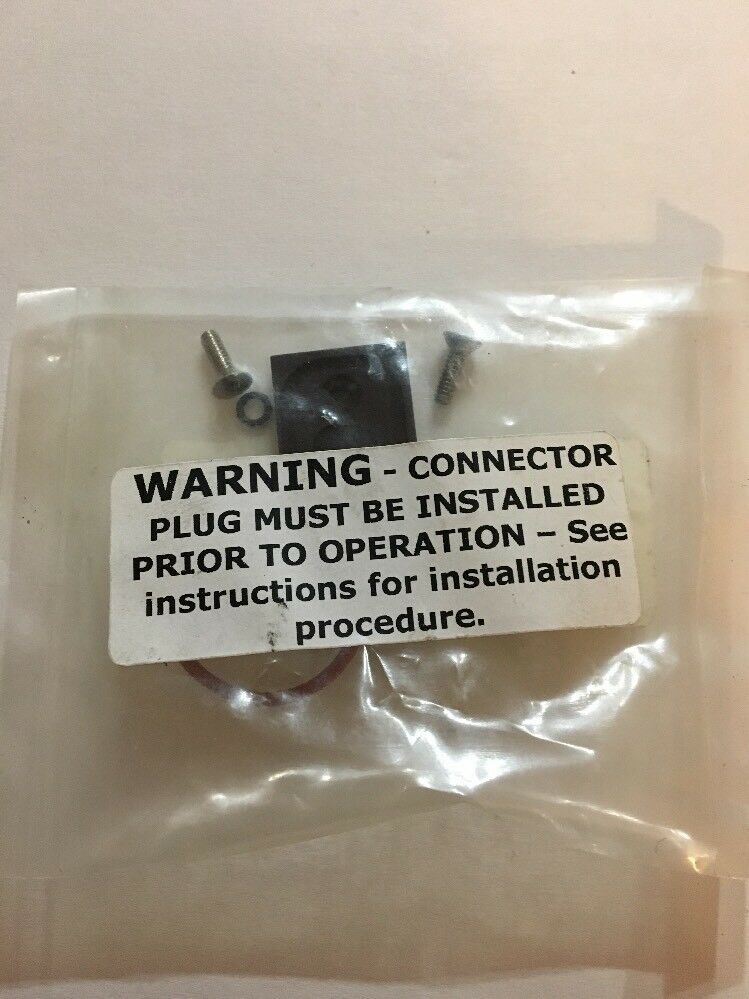 WARNING - CONNECTOR
PLUG MUST BE INSTALLED
PRIOR TO OPERATION – See
instructions for installation
procedure.